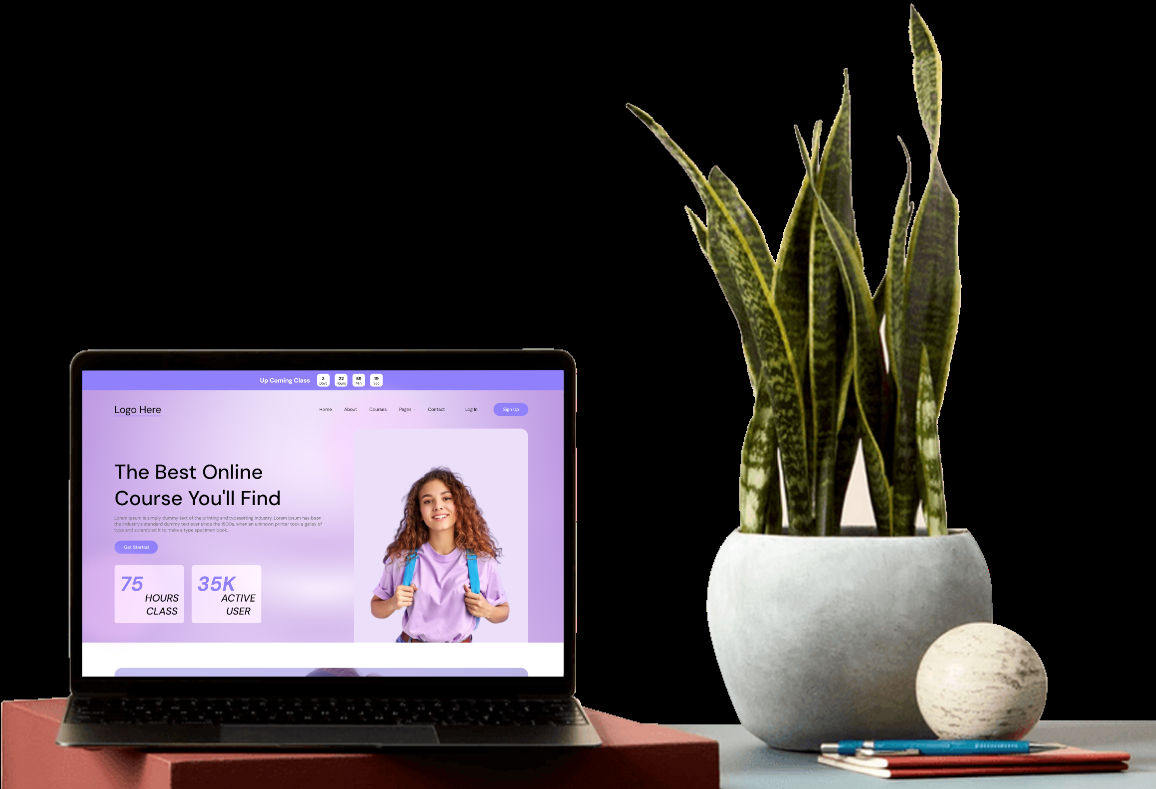 Up Coming Class
2 22 59 19
Days Hours Min Sec
Logo Here
Home About Courses Pages Contact Log In Sign Up
The Best Online
Course You'll Find
Lorem Ipsum is simply dummy text of the printing and typesetting industry. Lorem Ipsum has been
the industry's standard dummy text ever since the 1500s, when an unknown printer took a galley of
type and scrambled it to make a type specimen book.
Get Started
75
HOURS
CLASS
35K
ACTIVE
USER